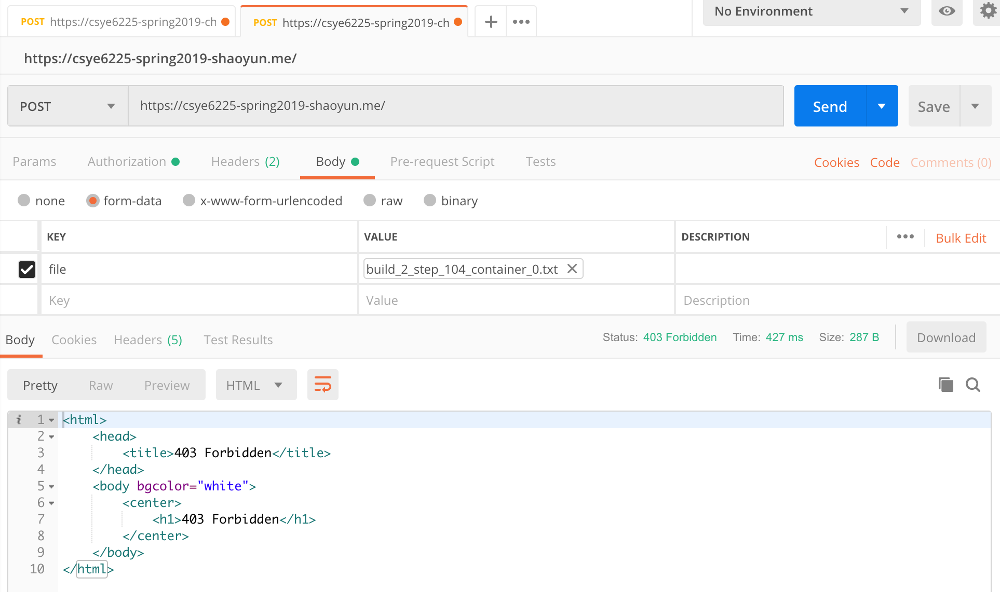 POST https://csye6225-spring2019-ch POST https://csye6225-spring2019-ch No Environment
https://csye6225-spring2019-shaoyun.me/
POST https://csye6225-spring2019-shaoyun.me/ Send Save
Params Authorization Headers (2) Body Pre-request Script Tests Cookies Code Comments (0)
none form-data x-www-form-urlencoded raw binary
KEY VALUE DESCRIPTION Bulk Edit
file build_2_step_104_container_0.txt
Key Value Description
Body Cookies Headers (5) Test Results Status: 403 Forbidden Time: 427 ms Size: 287 B Download
Pretty Raw Preview HTML
i 1 <html>
2 <head>
3 <title>403 Forbidden</title>
4 </head>
5 <body bgcolor="white">
6 <center>
7 <h1>403 Forbidden</h1>
8 </center>
9 </body>
10 </html>